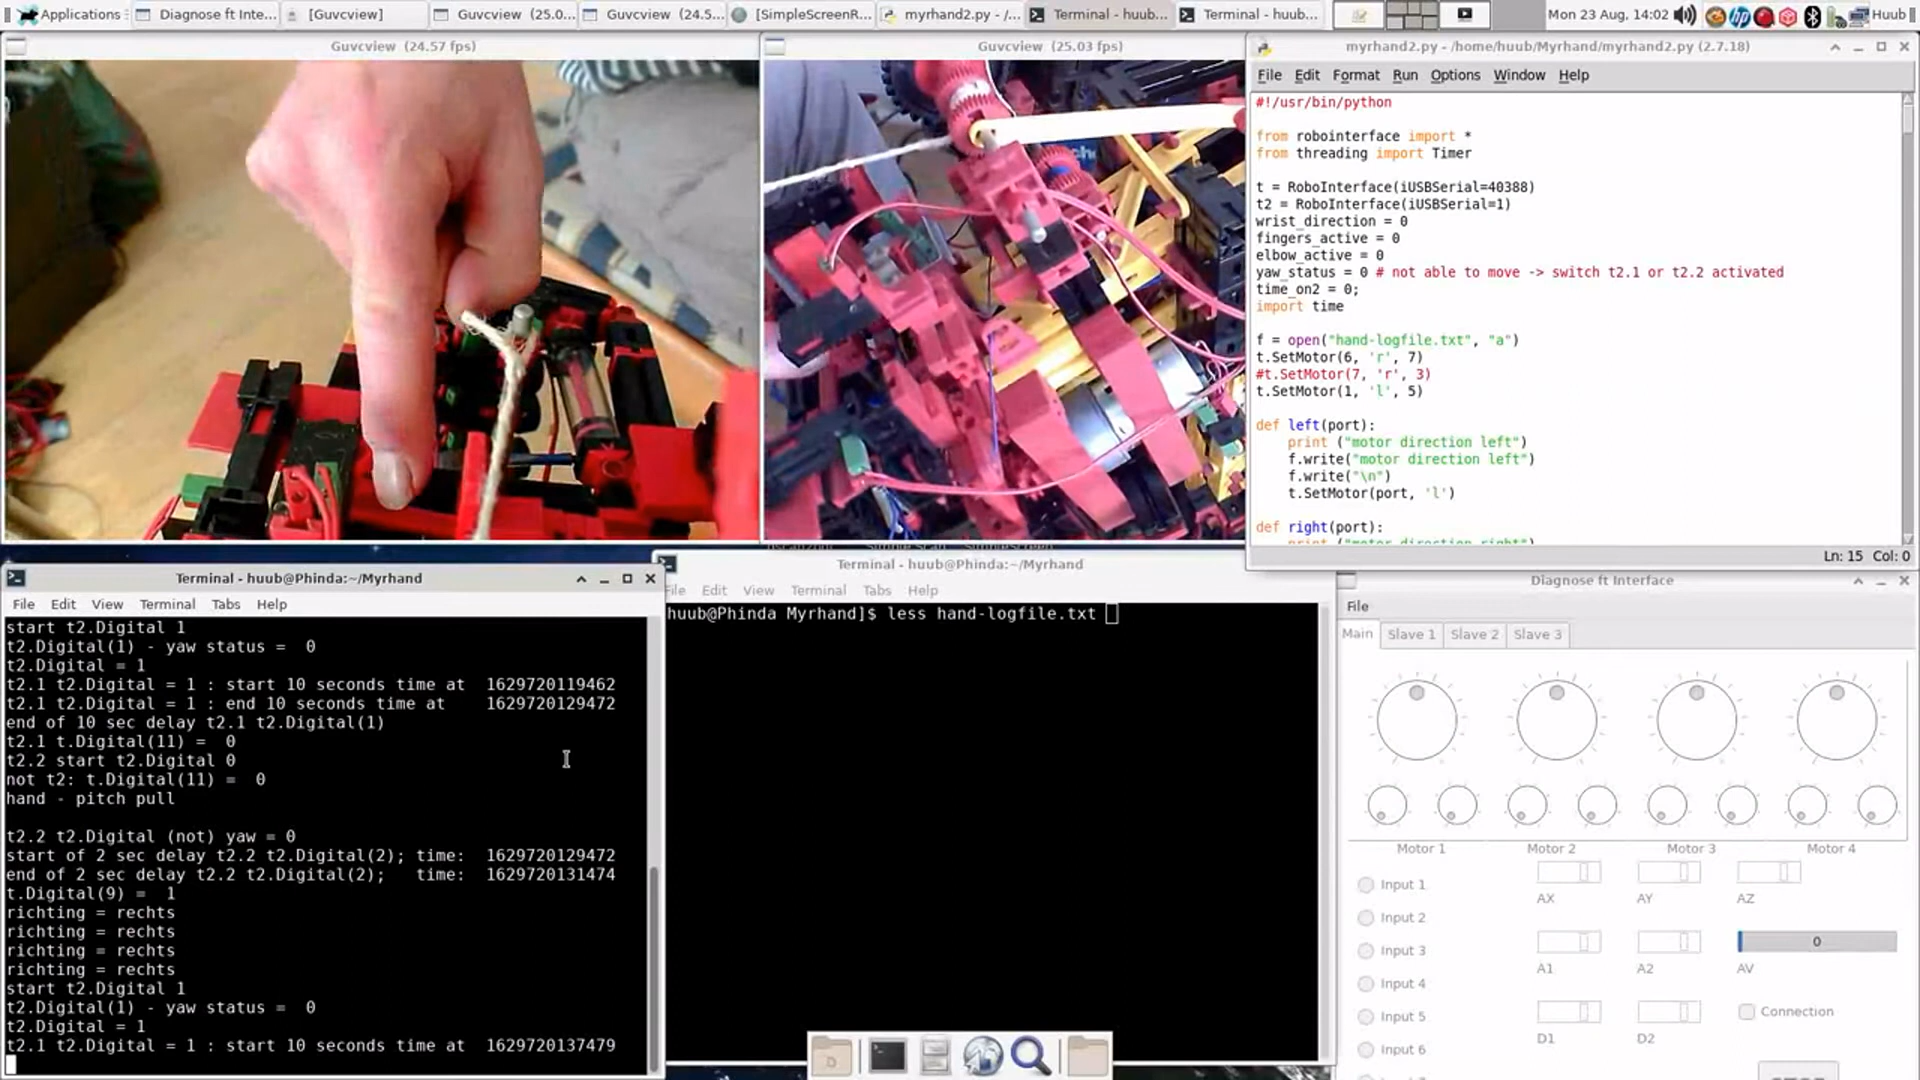 Applications
Diagnose ft Inte...
[Guvcview]
Guvcview (25.0...
Guvcview (24.5...
[SimpleScreenR...
myrhand2.py - /...
Terminal - huub...
Terminal - huub...
Mon 23 Aug, 14:02
Huub
Guvcview (24.57 fps)
Guvcview (25.03 fps)
myrhand2.py - /home/huub/Myrhand/myrhand2.py (2.7.18)
File Edit Format Run Options Window Help
#!/usr/bin/python
from robointerface import *
from threading import Timer
t = RoboInterface(iUSBSerial=40388)
t2 = RoboInterface(iUSBSerial=1)
wrist_direction = 0
fingers_active = 0
elbow_active = 0
yaw_status = 0 # not able to move -> switch t2.1 or t2.2 activated
time_on2 = 0;
import time
f = open("hand-logfile.txt", "a")
t.SetMotor(6, 'r', 7)
#t.SetMotor(7, 'r', 3)
t.SetMotor(1, 'l', 5)
def left(port):
    print ("motor direction left")
    f.write("motor direction left")
    f.write("\n")
    t.SetMotor(port, 'l')
def right(port):
    print ("motor direction right")
Ln: 15 Col: 0
Terminal - huub@Phinda:~/Myrhand
File Edit View Terminal Tabs Help
start t2.Digital 1
t2.Digital(1) - yaw status =  0
t2.Digital = 1
t2.1 t2.Digital = 1 : start 10 seconds time at  1629720119462
t2.1 t2.Digital = 1 : end 10 seconds time at    1629720129472
end of 10 sec delay t2.1 t2.Digital(1)
t2.1 t.Digital(11) =  0
t2.2 start t2.Digital 0
not t2: t.Digital(11) =  0
hand - pitch pull
t2.2 t2.Digital (not) yaw = 0
start of 2 sec delay t2.2 t2.Digital(2); time:  1629720129472
end of 2 sec delay t2.2 t2.Digital(2);   time:  1629720131474
t.Digital(9) =  1
richting = rechts
richting = rechts
richting = rechts
richting = rechts
start t2.Digital 1
t2.Digital(1) - yaw status =  0
t2.Digital = 1
t2.1 t2.Digital = 1 : start 10 seconds time at  1629720137479
Terminal - huub@Phinda:~/Myrhand
File Edit View Terminal Tabs Help
huub@Phinda Myrhand]$ less hand-logfile.txt
Diagnose ft Interface
File
Main Slave 1 Slave 2 Slave 3
Motor 1 Motor 2 Motor 3 Motor 4
Input 1
Input 2
Input 3
Input 4
Input 5
Input 6
AX AY AZ
0
A1 A2 AV
Connection
D1 D2